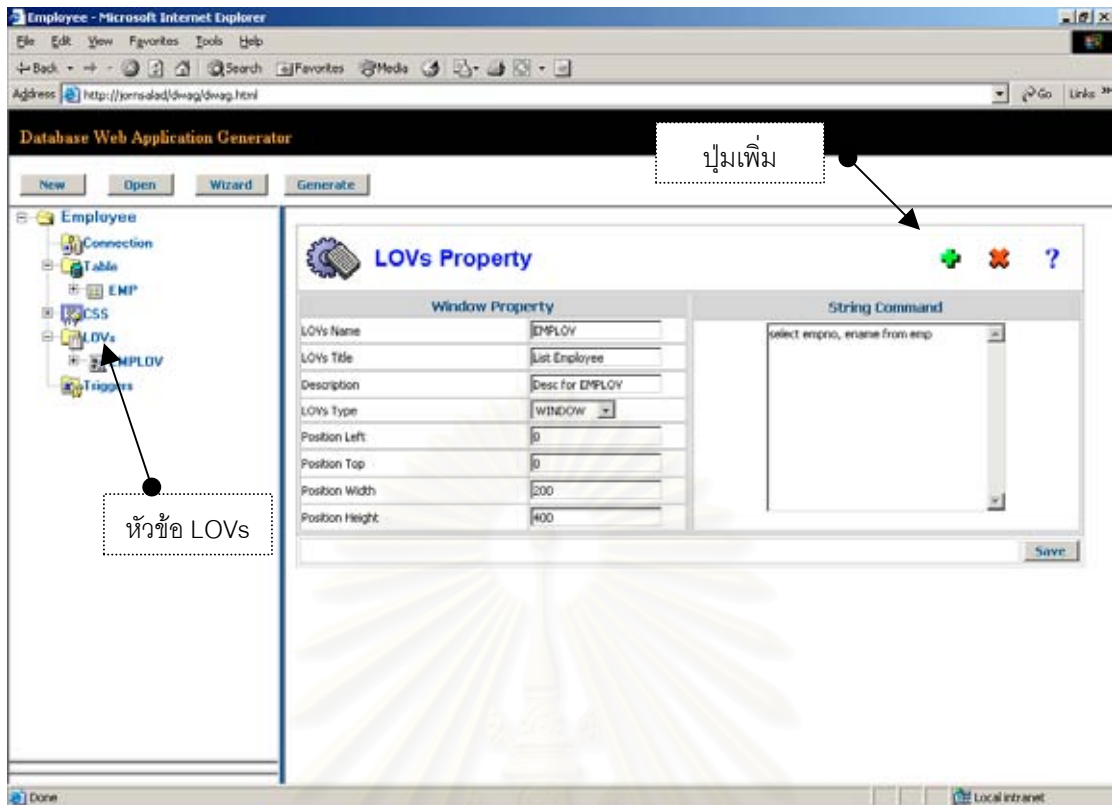 Employee - Microsoft Internet Explorer
File Edit View Favorites Tools Help
Back Search Favorites Media
Address http://jornsalad/dwag/dwag.html Go Links
Database Web Application Generator
ปุ่มเพิ่ม
New Open Wizard Generate
Employee
Connection
Table
EMP
CSS
LOVs
EMPLOV
Triggers
หัวข้อ LOVs
LOVs Property ?
Window Property String Command
LOVs Name EMPLOV select empno, ename from emp
LOVs Title List Employee
Description Desc for EMPLOV
LOVs Type WINDOW
Position Left 0
Position Top 0
Position Width 200
Position Height 400
Save
Done Local intranet